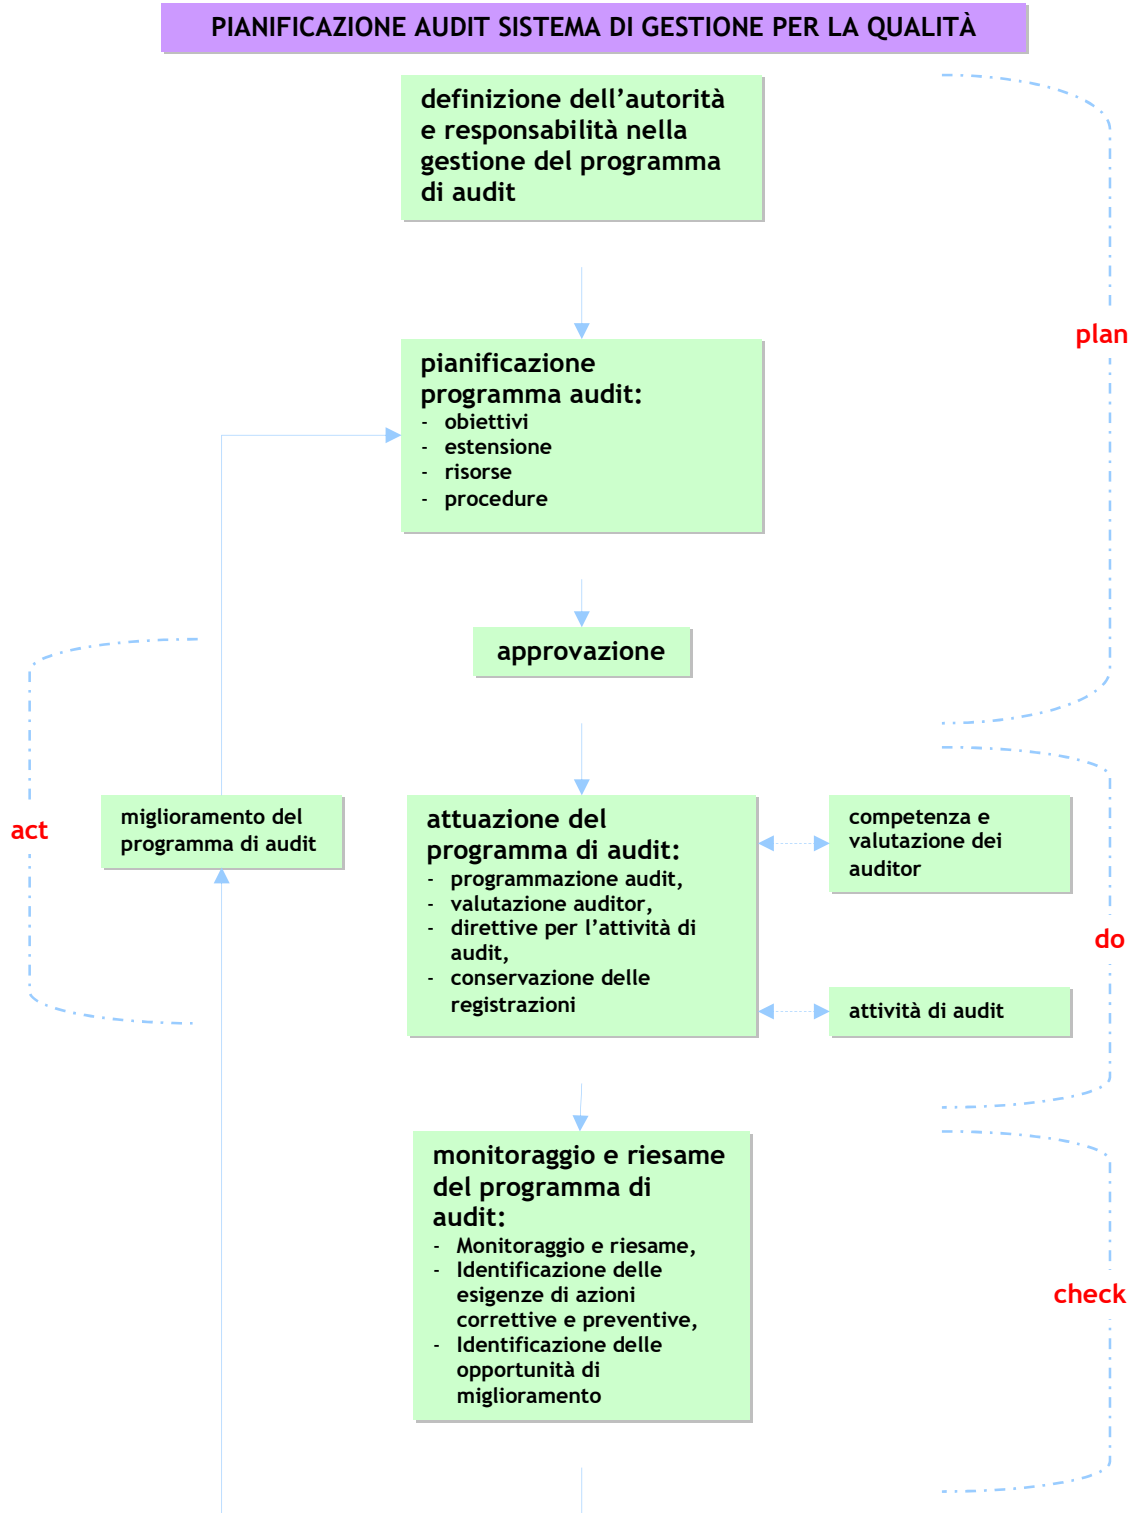 PIANIFICAZIONE AUDIT SISTEMA DI GESTIONE PER LA QUALITÀ
definizione dell’autorità
e responsabilità nella
gestione del programma
di audit
plan
pianificazione
programma audit:
- obiettivi
- estensione
- risorse
- procedure
approvazione
act
miglioramento del
programma di audit
attuazione del
programma di audit:
- programmazione audit,
- valutazione auditor,
- direttive per l’attività di
audit,
- conservazione delle
registrazioni
competenza e
valutazione dei
auditor
do
attività di audit
monitoraggio e riesame
del programma di
audit:
- Monitoraggio e riesame,
- Identificazione delle
esigenze di azioni
correttive e preventive,
- Identificazione delle
opportunità di
miglioramento
check